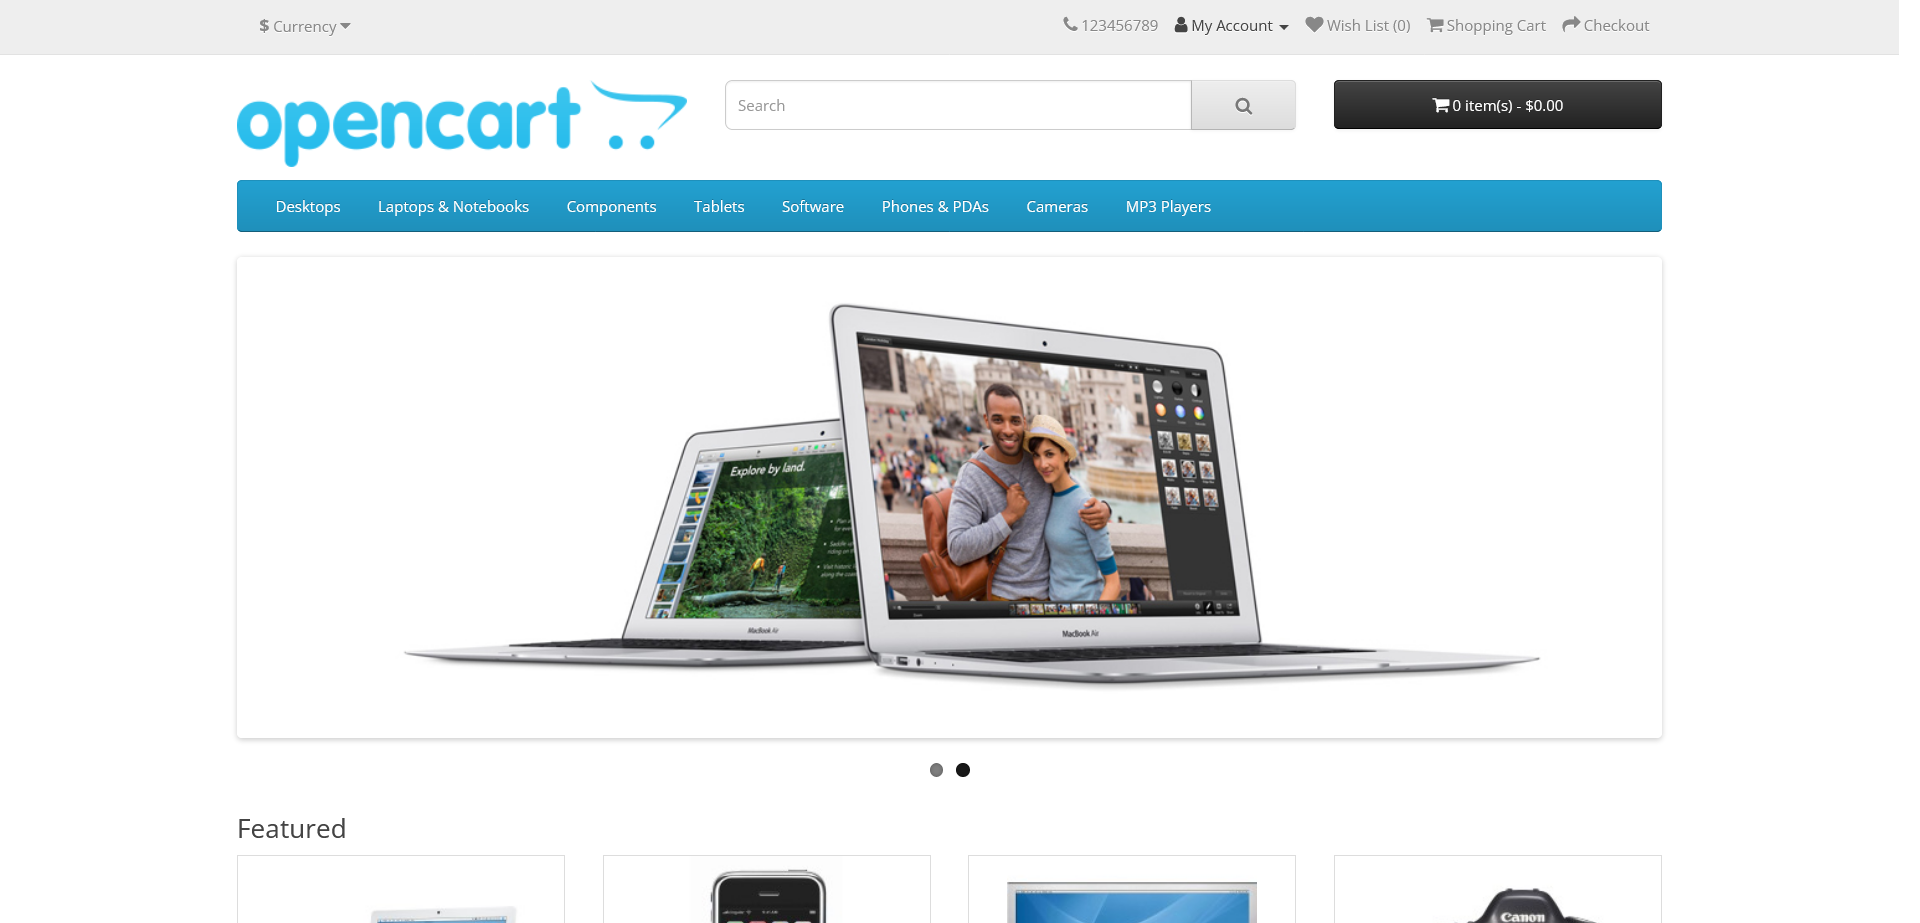 $ Currency
123456789
My Account
Wish List (0)
Shopping Cart
Checkout
opencart
Search
0 item(s) - $0.00
Desktops
Laptops & Notebooks
Components
Tablets
Software
Phones & PDAs
Cameras
MP3 Players
Explore by land.
MacBook Air
MacBook Air
Featured
Canon